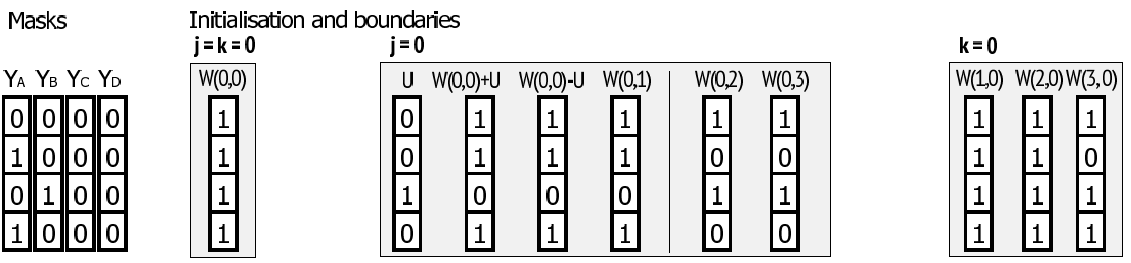 Masks Initialisation and boundaries
j = k = 0 j = 0 k = 0
YA YB YC YD W(0,0) U W(0,0)+U W(0,0)-U W(0,1) W(0,2) W(0,3) W(1,0) W(2,0) W(3, 0)
0 0 0 0 1 0 1 1 1 1 1 1 1 1
1 0 0 0 1 0 1 1 1 0 0 1 1 0
0 1 0 0 1 1 0 0 0 1 1 1 1 1
1 0 0 0 1 0 1 1 1 0 0 1 1 1